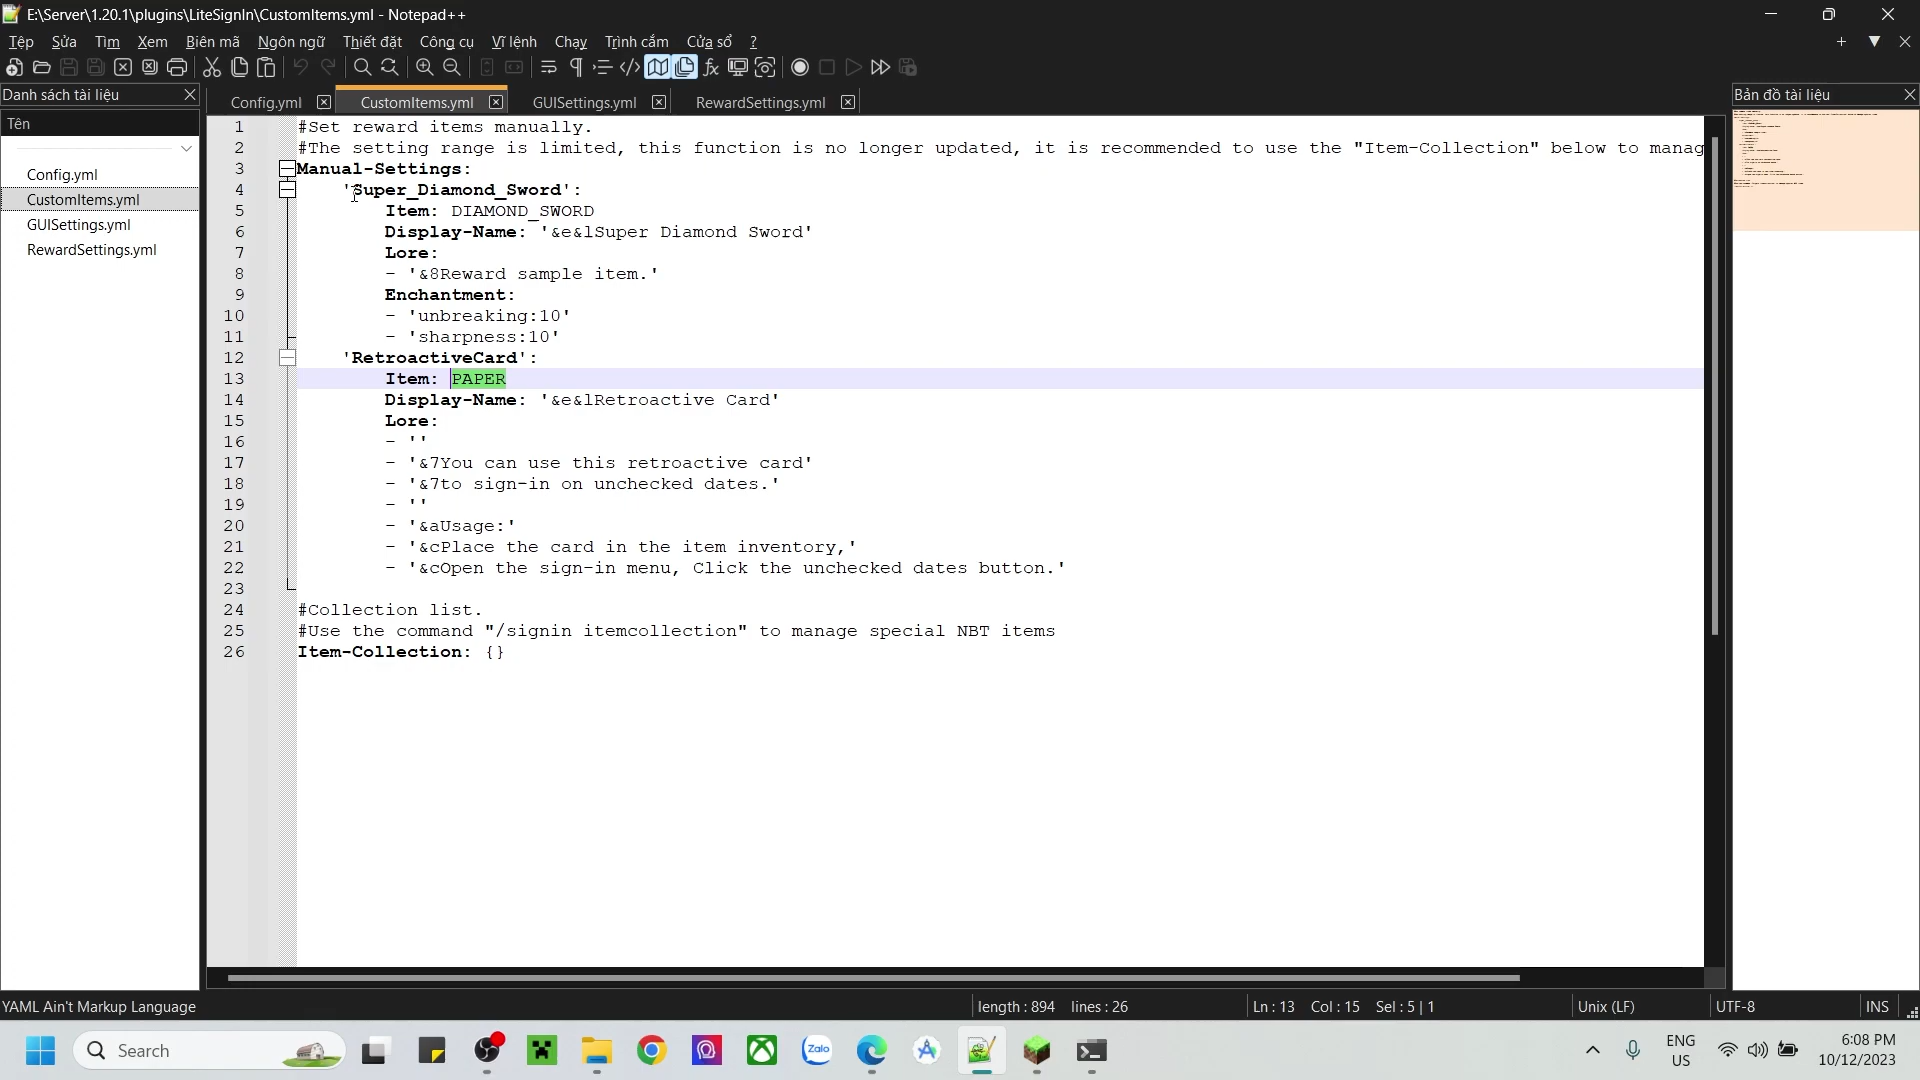 E:\Server\1.20.1\plugins\LiteSignIn\CustomItems.yml - Notepad++
Tệp Sửa Tìm Xem Biên mã Ngôn ngữ Thiết đặt Công cụ Vĩ lệnh Chạy Trình cắm Cửa sổ ?
Danh sách tài liệu
Config.yml CustomItems.yml GUISettings.yml RewardSettings.yml
Bản đồ tài liệu
Tên
Config.yml
CustomItems.yml
GUISettings.yml
RewardSettings.yml
1 #Set reward items manually.
2 #The setting range is limited, this function is no longer updated, it is recommended to use the "Item-Collection" below to manag
3 Manual-Settings:
4 'Super_Diamond_Sword':
5 Item: DIAMOND_SWORD
6 Display-Name: '&e&lSuper Diamond Sword'
7 Lore:
8 - '&8Reward sample item.'
9 Enchantment:
10 - 'unbreaking:10'
11 - 'sharpness:10'
12 'RetroactiveCard':
13 Item: PAPER
14 Display-Name: '&e&lRetroactive Card'
15 Lore:
16 - ''
17 - '&7You can use this retroactive card'
18 - '&7to sign-in on unchecked dates.'
19 - ''
20 - '&aUsage:'
21 - '&cPlace the card in the item inventory,'
22 - '&cOpen the sign-in menu, Click the unchecked dates button.'
23
24 #Collection list.
25 #Use the command "/signin itemcollection" to manage special NBT items
26 Item-Collection: {}
YAML Ain't Markup Language
length : 894 lines : 26
Ln : 13 Col : 15 Sel : 5 | 1
Unix (LF)
UTF-8
INS
Search
Zalo
ENG
US
6:08 PM
10/12/2023